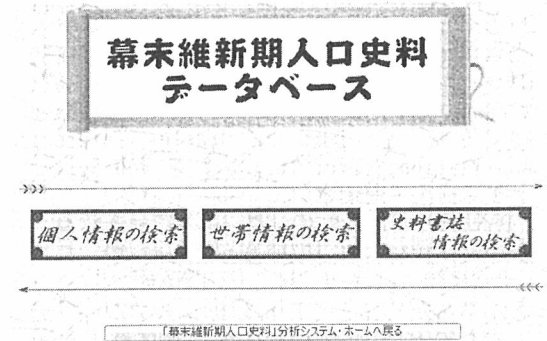 幕末維新期人口史料
データベース
個人情報の検索
世帯情報の検索
史料書誌
情報の検索
「幕末維新期人口史料」分析システム・ホームへ戻る